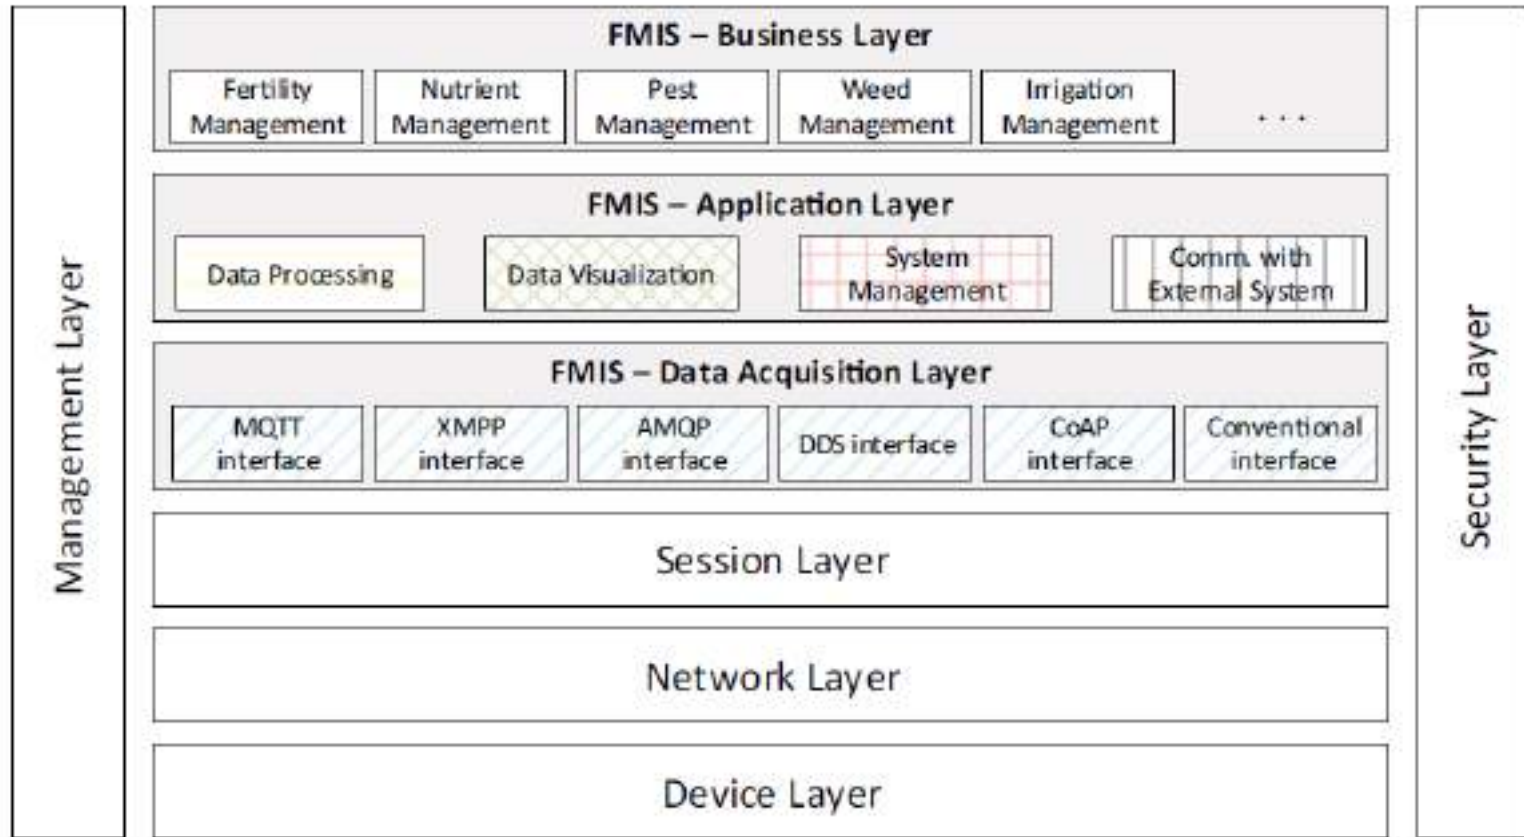 Management Layer
FMIS – Business Layer
Fertility
Management
Nutrient
Management
Pest
Management
Weed
Management
Irrigation
Management
. . .
FMIS – Application Layer
Data Processing
Data Visualization
System
Management
Comm. with
External System
FMIS – Data Acquisition Layer
MQTT
interface
XMPP
interface
AMQP
interface
DDS interface
CoAP
interface
Conventional
interface
Session Layer
Network Layer
Device Layer
Security Layer